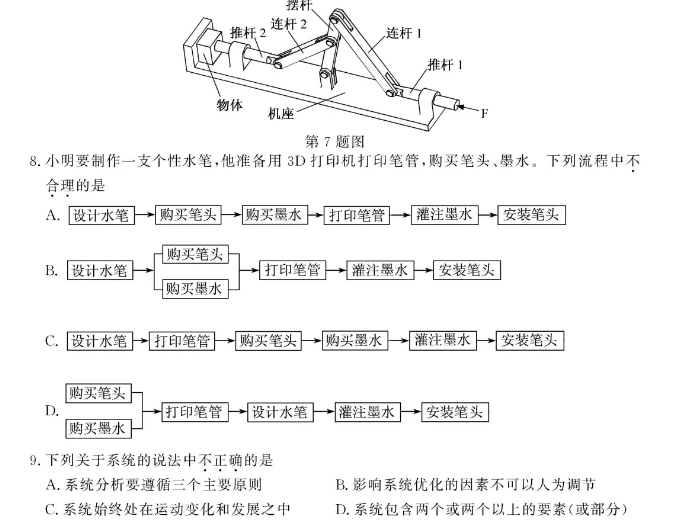 摆杆
推杆2 连杆2 连杆1
推杆1
物体
机座
F
第7题图
8.小明要制作一支个性水笔,他准备用3D打印机打印笔管,购买笔头、墨水。下列流程中不
合理的是
A. 设计水笔 购买笔头 购买墨水 打印笔管 灌注墨水 安装笔头
购买笔头
B. 设计水笔 打印笔管 灌注墨水 安装笔头
购买墨水
C. 设计水笔 打印笔管 购买笔头 购买墨水 灌注墨水 安装笔头
购买笔头
D. 打印笔管 设计水笔 灌注墨水 安装笔头
购买墨水
9.下列关于系统的说法中不正确的是
A.系统分析要遵循三个主要原则 B.影响系统优化的因素不可以人为调节
C.系统始终处在运动变化和发展之中 D.系统包含两个或两个以上的要素(或部分)